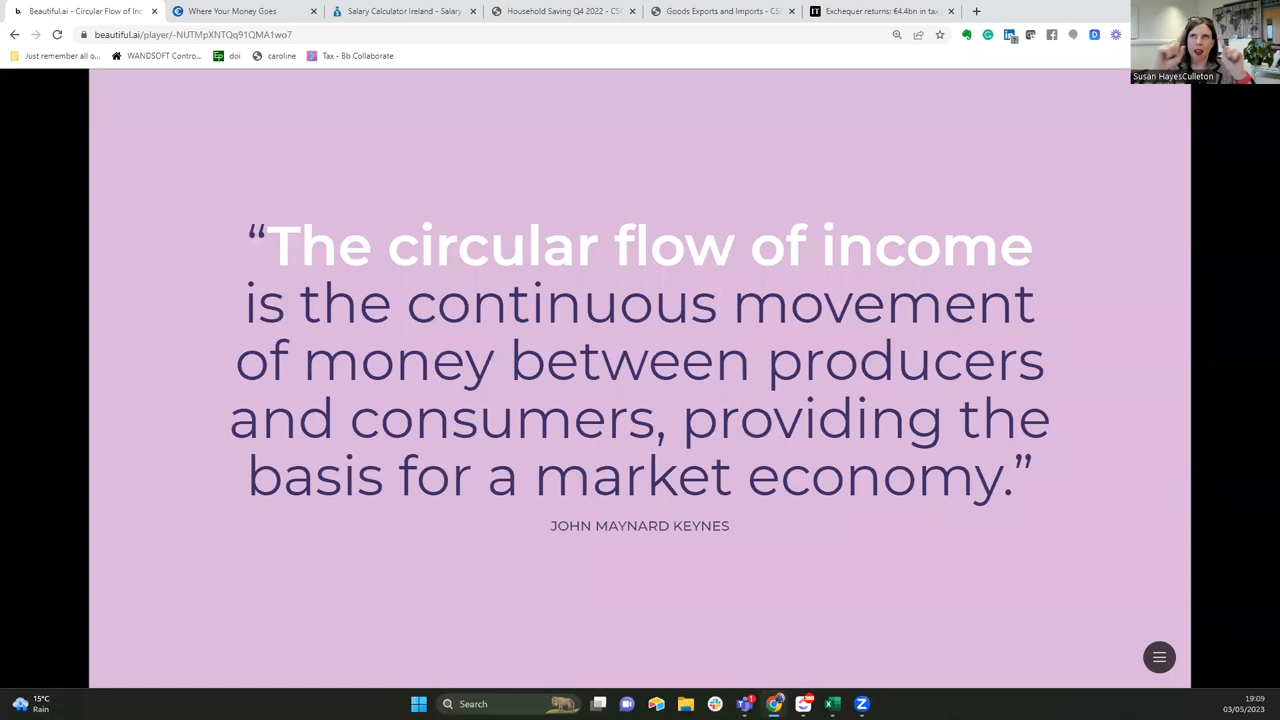 Beautiful.ai - Circular Flow of Inc
Where Your Money Goes
Salary Calculator Ireland - Salary
Household Saving Q4 2022 - CSO
Goods Exports and Imports - CSO
Exchequer returns: €4.4bn in tax
beautiful.ai/player/-NUTMpXNTQq91QMA1wo7
Just remember all o...
WANDSOFT Contro...
doi
caroline
Tax - Bb Collaborate
Susan HayesCulleton
“The circular flow of income
is the continuous movement
of money between producers
and consumers, providing the
basis for a market economy.”
JOHN MAYNARD KEYNES
15°C
Rain
Search
19:09
03/05/2023